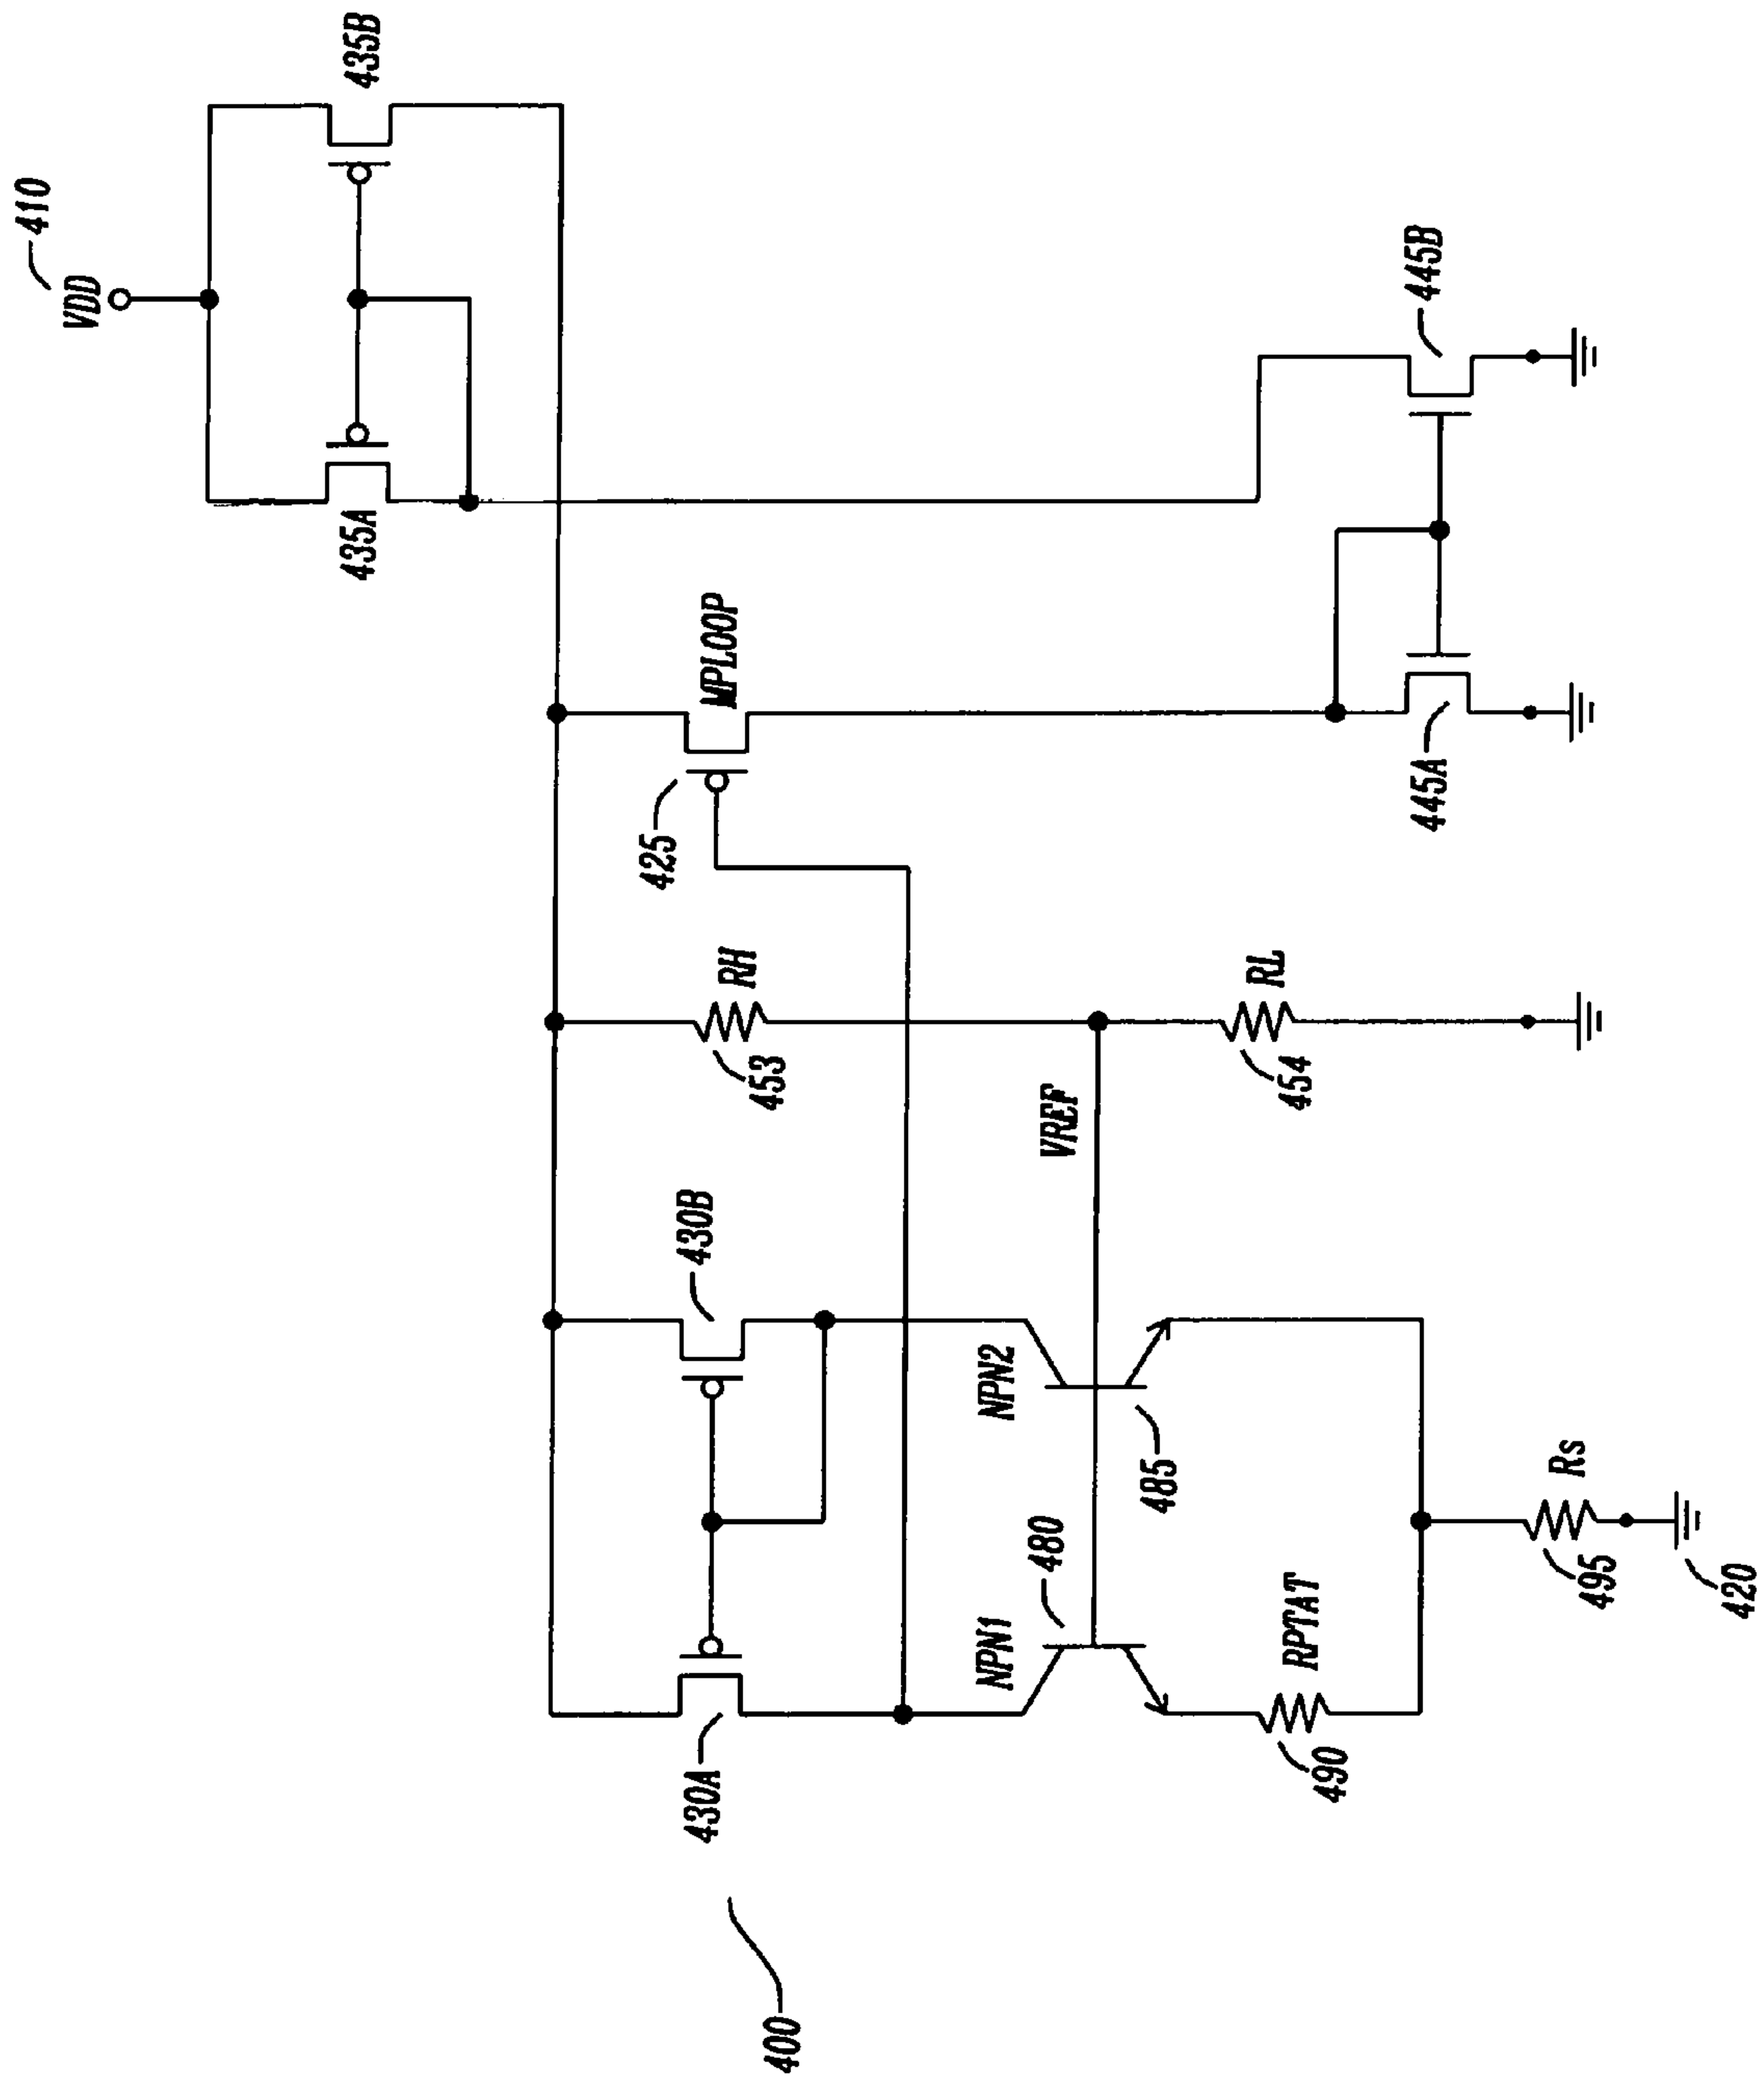 410
VDD
435A
435B
425
MPLOOP
430A
430B
453
RH
VREF
NPN1
NPN2
480
485
454
RL
445A
445B
490
RPTAT
495
Rs
420
400